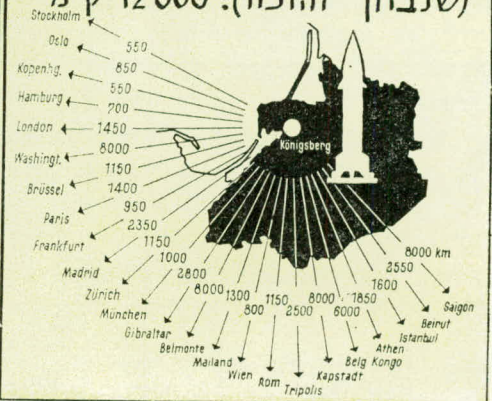 (שנבחן 12000 ק"מ
Stockholm 550
Oslo 850
Kopenhg. 550
Hamburg 700
London 1450
Washingt. 8000
Brüssel 1150
Paris 1400
Frankfurt 950
Madrid 2350
Zürich 1150
München 1000
Gibraltar 2800
Belmonte 8000
Mailand 1300
Wien 800
Rom 1150
Tripolis 2500
Kapstadt 8000
Belg Kongo 6000
Athen 1850
Istanbul 1600
Beirut 2550
Saigon 8000 km
Königsberg